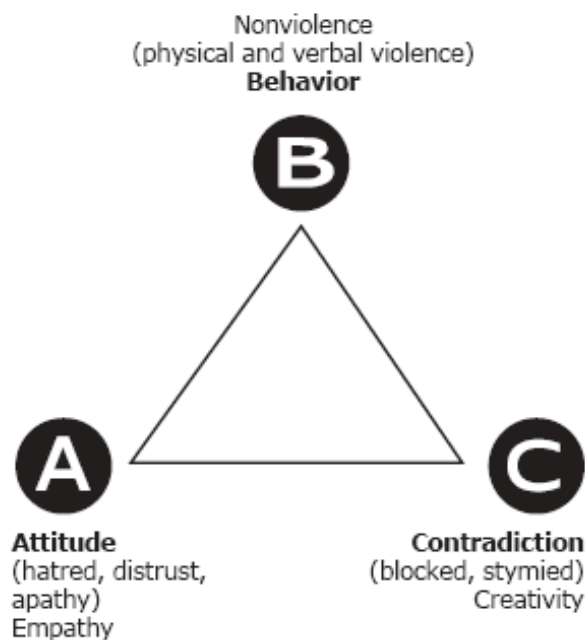 Nonviolence
(physical and verbal violence)
Behavior
B
A
C
Attitude
(hatred, distrust,
apathy)
Empathy
Contradiction
(blocked, stymied)
Creativity